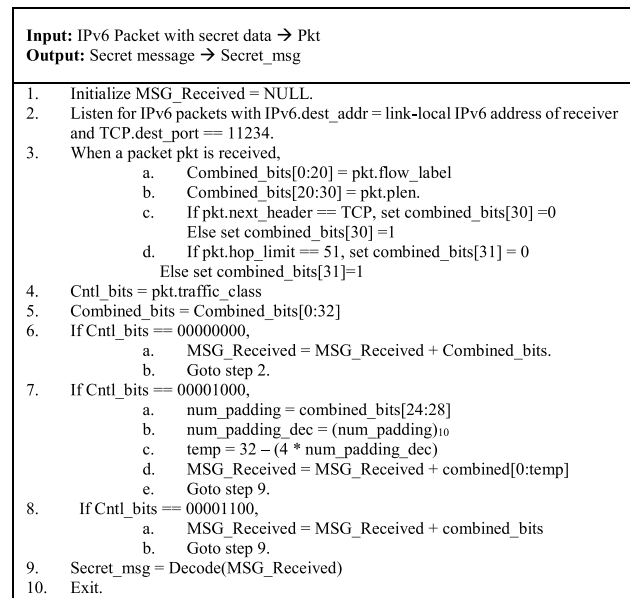 Input: IPv6 Packet with secret data → Pkt
Output: Secret message → Secret_msg
1. Initialize MSG_Received = NULL.
2. Listen for IPv6 packets with IPv6.dest_addr = link-local IPv6 address of receiver
and TCP.dest_port == 11234.
3. When a packet pkt is received,
a. Combined_bits[0:20] = pkt.flow_label
b. Combined_bits[20:30] = pkt.plen.
c. If pkt.next_header == TCP, set combined_bits[30] =0
Else set combined_bits[30] =1
d. If pkt.hop_limit == 51, set combined_bits[31] = 0
Else set combined_bits[31]=1
4. Cntl_bits = pkt.traffic_class
5. Combined_bits = Combined_bits[0:32]
6. If Cntl_bits == 00000000,
a. MSG_Received = MSG_Received + Combined_bits.
b. Goto step 2.
7. If Cntl_bits == 00001000,
a. num_padding = combined_bits[24:28]
b. num_padding_dec = (num_padding)₁₀
c. temp = 32 – (4 * num_padding_dec)
d. MSG_Received = MSG_Received + combined[0:temp]
e. Goto step 9.
8. If Cntl_bits == 00001100,
a. MSG_Received = MSG_Received + combined_bits
b. Goto step 9.
9. Secret_msg = Decode(MSG_Received)
10. Exit.